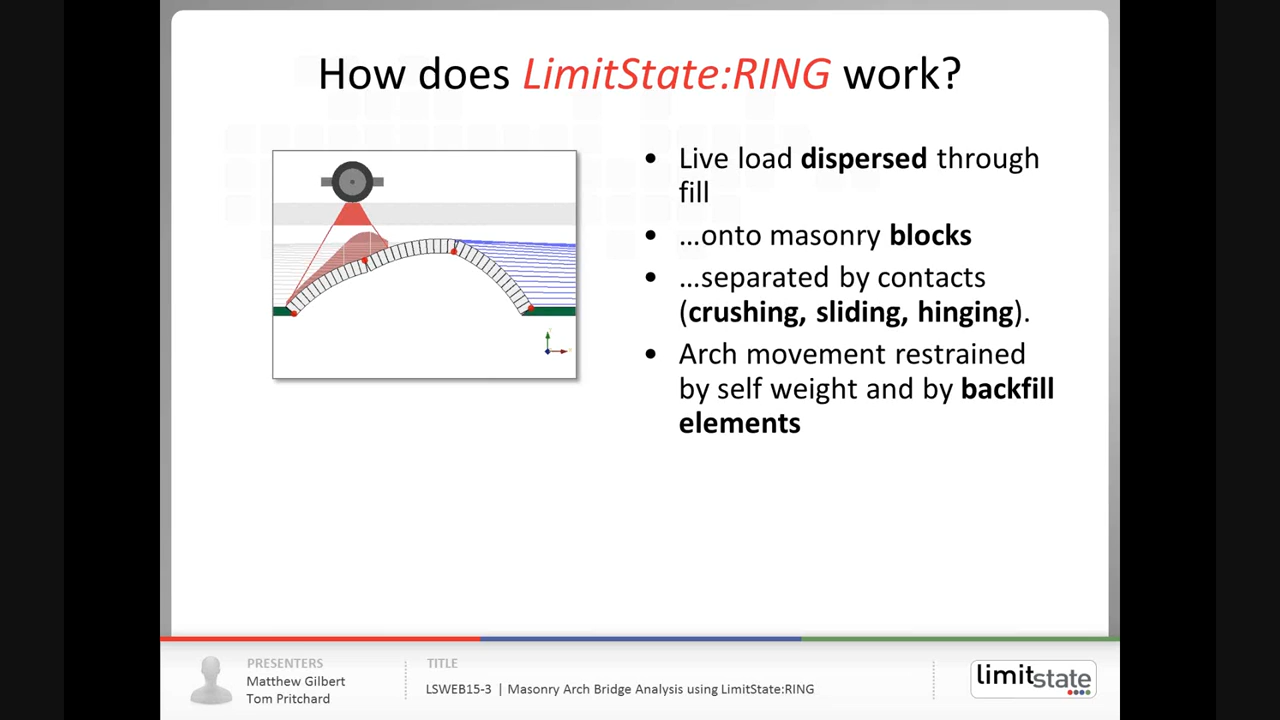 How does LimitState:RING work?
• Live load dispersed through
fill
• …onto masonry blocks
• …separated by contacts
(crushing, sliding, hinging).
• Arch movement restrained
by self weight and by backfill
elements
PRESENTERS
Matthew Gilbert
Tom Pritchard
TITLE
LSWEB15-3 | Masonry Arch Bridge Analysis using LimitState:RING
limitstate